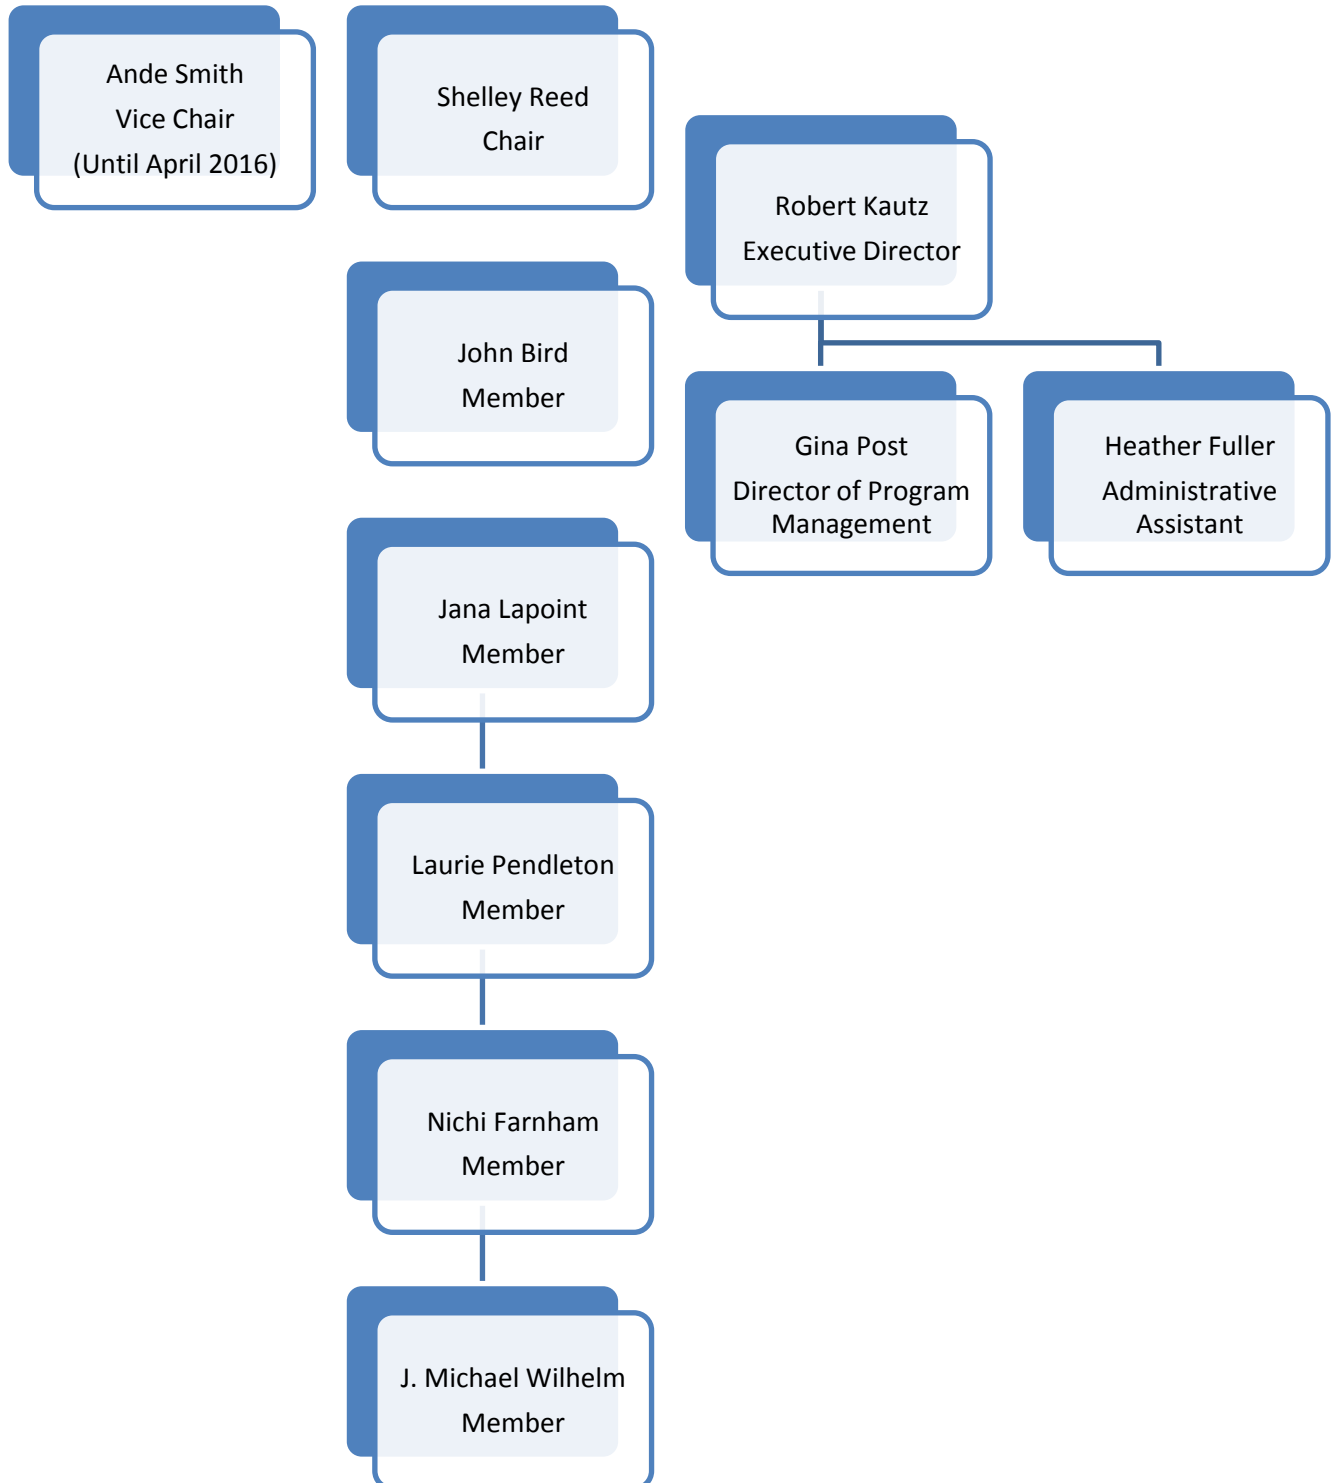 Ande Smith
Vice Chair
(Until April 2016)
Shelley Reed
Chair
Robert Kautz
Executive Director
John Bird
Member
Gina Post
Director of Program
Management
Heather Fuller
Administrative
Assistant
Jana Lapoint
Member
Laurie Pendleton
Member
Nichi Farnham
Member
J. Michael Wilhelm
Member